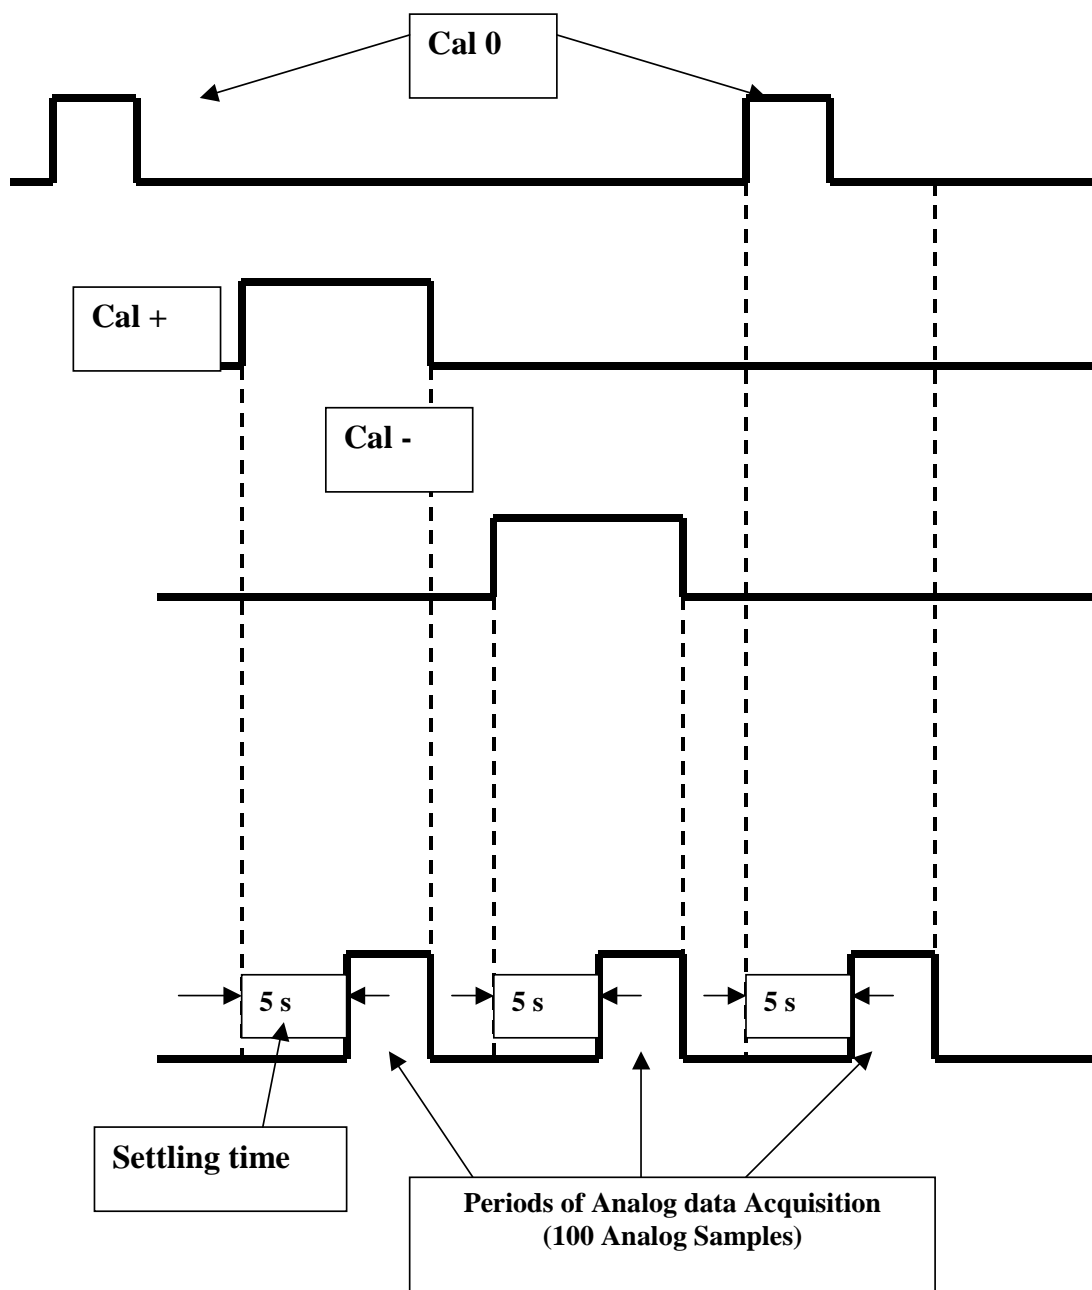 Cal 0
Cal +
Cal -
5 s
5 s
5 s
Settling time
Periods of Analog data Acquisition
(100 Analog Samples)